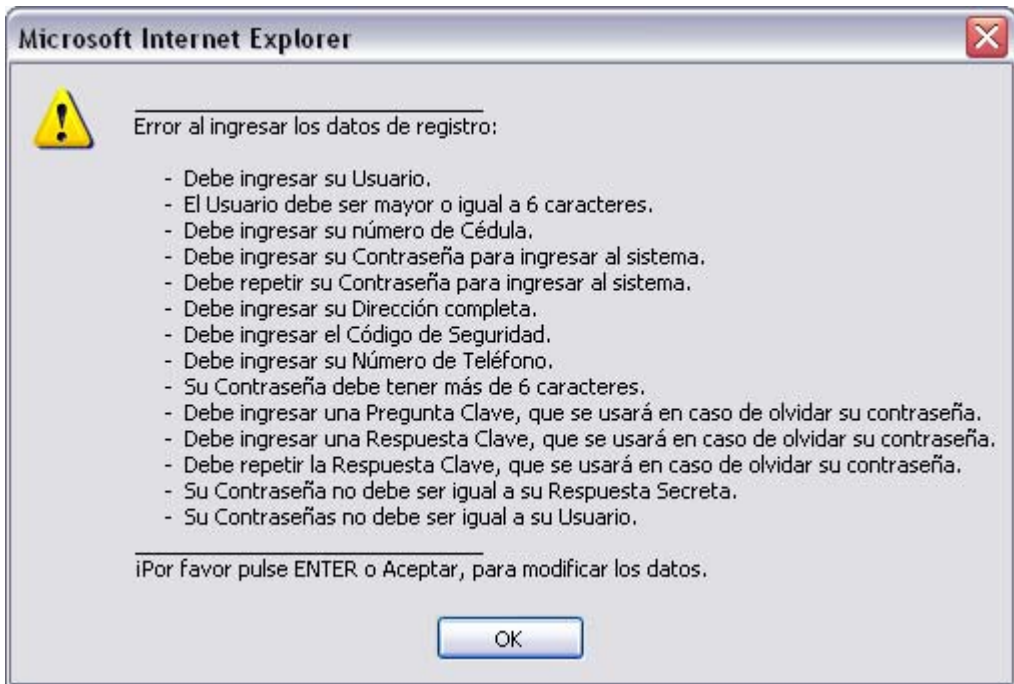 Microsoft Internet Explorer
Error al ingresar los datos de registro:
- Debe ingresar su Usuario.
- El Usuario debe ser mayor o igual a 6 caracteres.
- Debe ingresar su número de Cédula.
- Debe ingresar su Contraseña para ingresar al sistema.
- Debe repetir su Contraseña para ingresar al sistema.
- Debe ingresar su Dirección completa.
- Debe ingresar el Código de Seguridad.
- Debe ingresar su Número de Teléfono.
- Su Contraseña debe tener más de 6 caracteres.
- Debe ingresar una Pregunta Clave, que se usará en caso de olvidar su contraseña.
- Debe ingresar una Respuesta Clave, que se usará en caso de olvidar su contraseña.
- Debe repetir la Respuesta Clave, que se usará en caso de olvidar su contraseña.
- Su Contraseña no debe ser igual a su Respuesta Secreta.
- Su Contraseñas no debe ser igual a su Usuario.
¡Por favor pulse ENTER o Aceptar, para modificar los datos.
OK